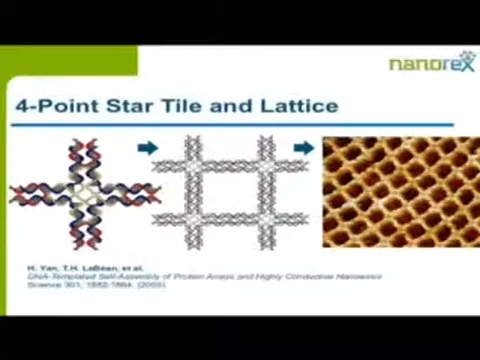 nanorex
4-Point Star Tile and Lattice
H. Yan, T.H. LaBean, et al.
DNA-Templated Self-Assembly of Protein Arrays and Highly Conductive Nanowires
Science 301, 1882-1884. (2003)